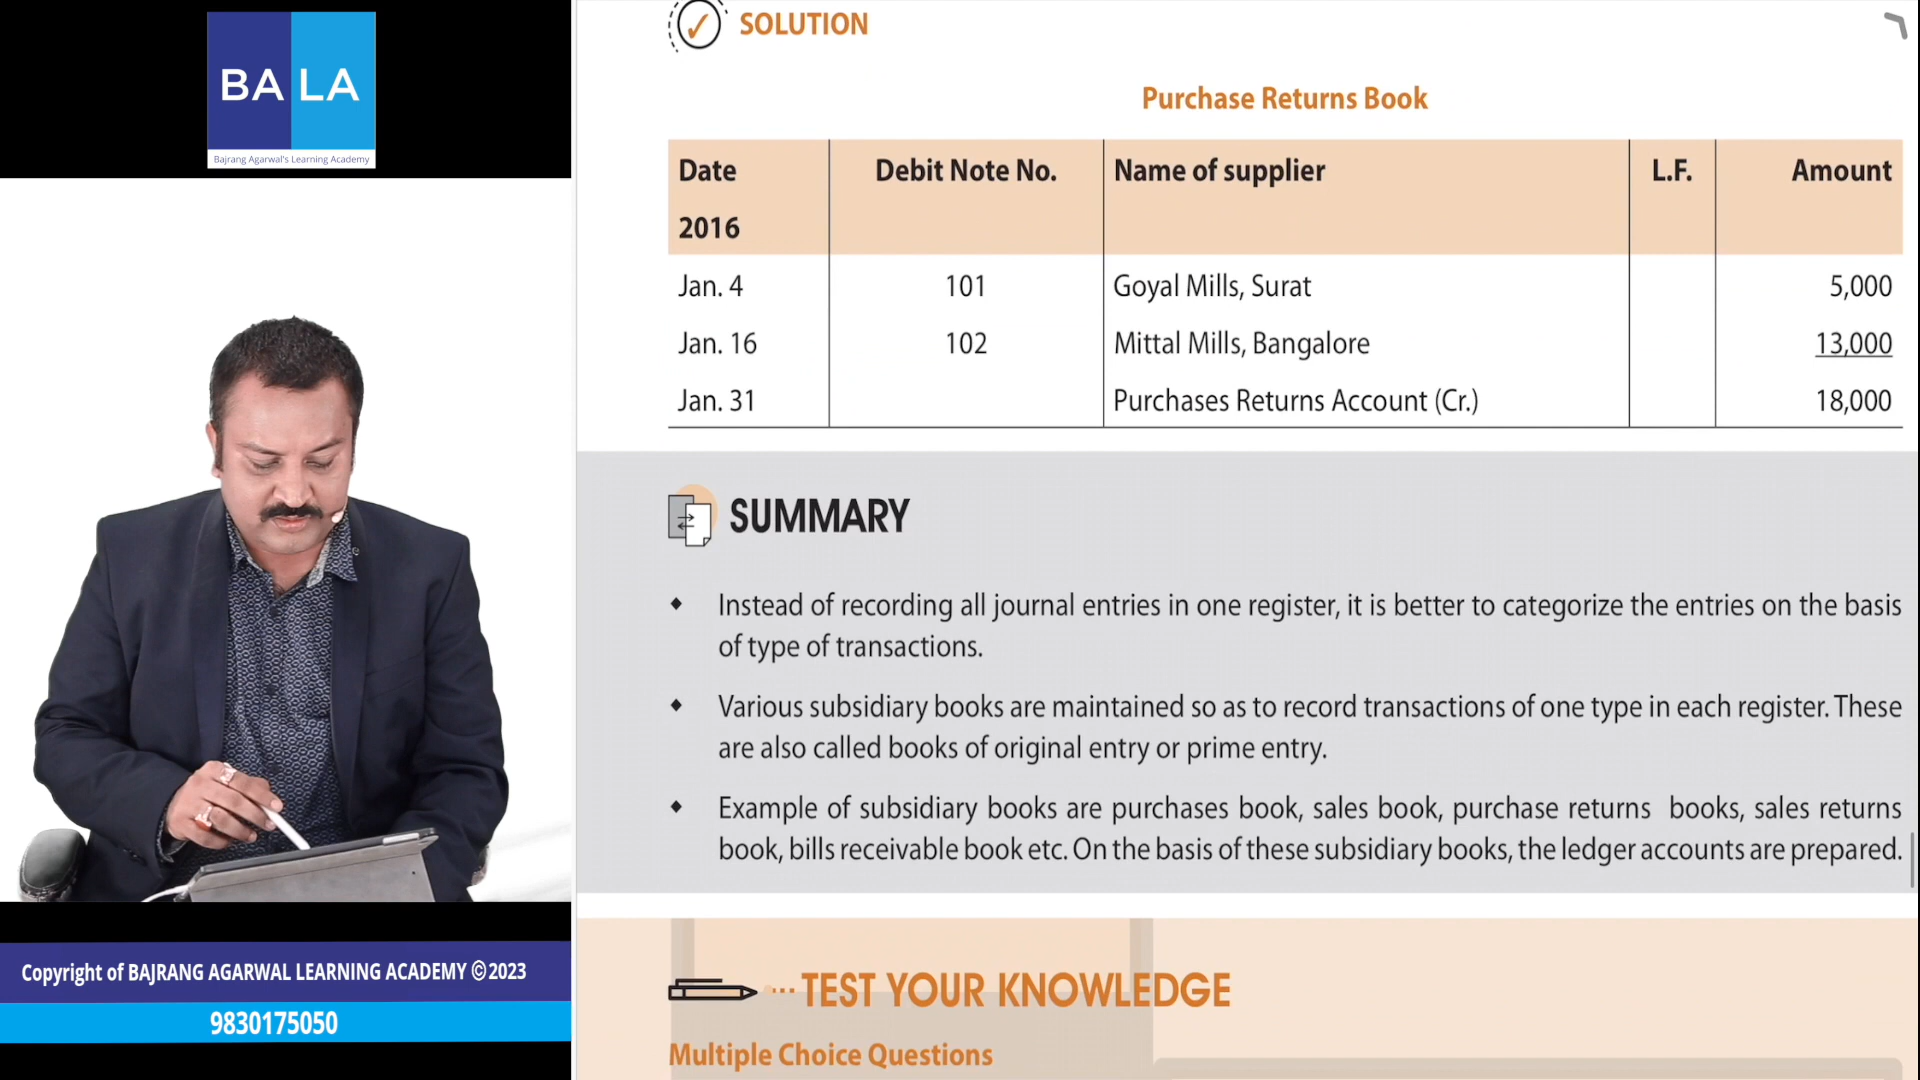 BA LA
Bajrang Agarwal's Learning Academy
Copyright of BAJRANG AGARWAL LEARNING ACADEMY ©2023
9830175050
SOLUTION
Purchase Returns Book
Date Debit Note No. Name of supplier L.F. Amount
2016
Jan. 4 101 Goyal Mills, Surat 5,000
Jan. 16 102 Mittal Mills, Bangalore 13,000
Jan. 31 Purchases Returns Account (Cr.) 18,000
SUMMARY
Instead of recording all journal entries in one register, it is better to categorize the entries on the basis
of type of transactions.
Various subsidiary books are maintained so as to record transactions of one type in each register. These
are also called books of original entry or prime entry.
Example of subsidiary books are purchases book, sales book, purchase returns books, sales returns
book, bills receivable book etc. On the basis of these subsidiary books, the ledger accounts are prepared.
TEST YOUR KNOWLEDGE
Multiple Choice Questions